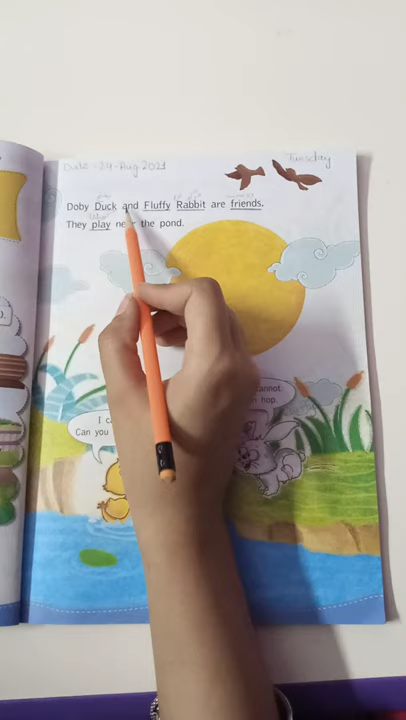 Date :- 24-Aug-2021
Tuesday
Doby Duck and Fluffy Rabbit are friends.
They play the pond.
I
Can you
cannot
hop.